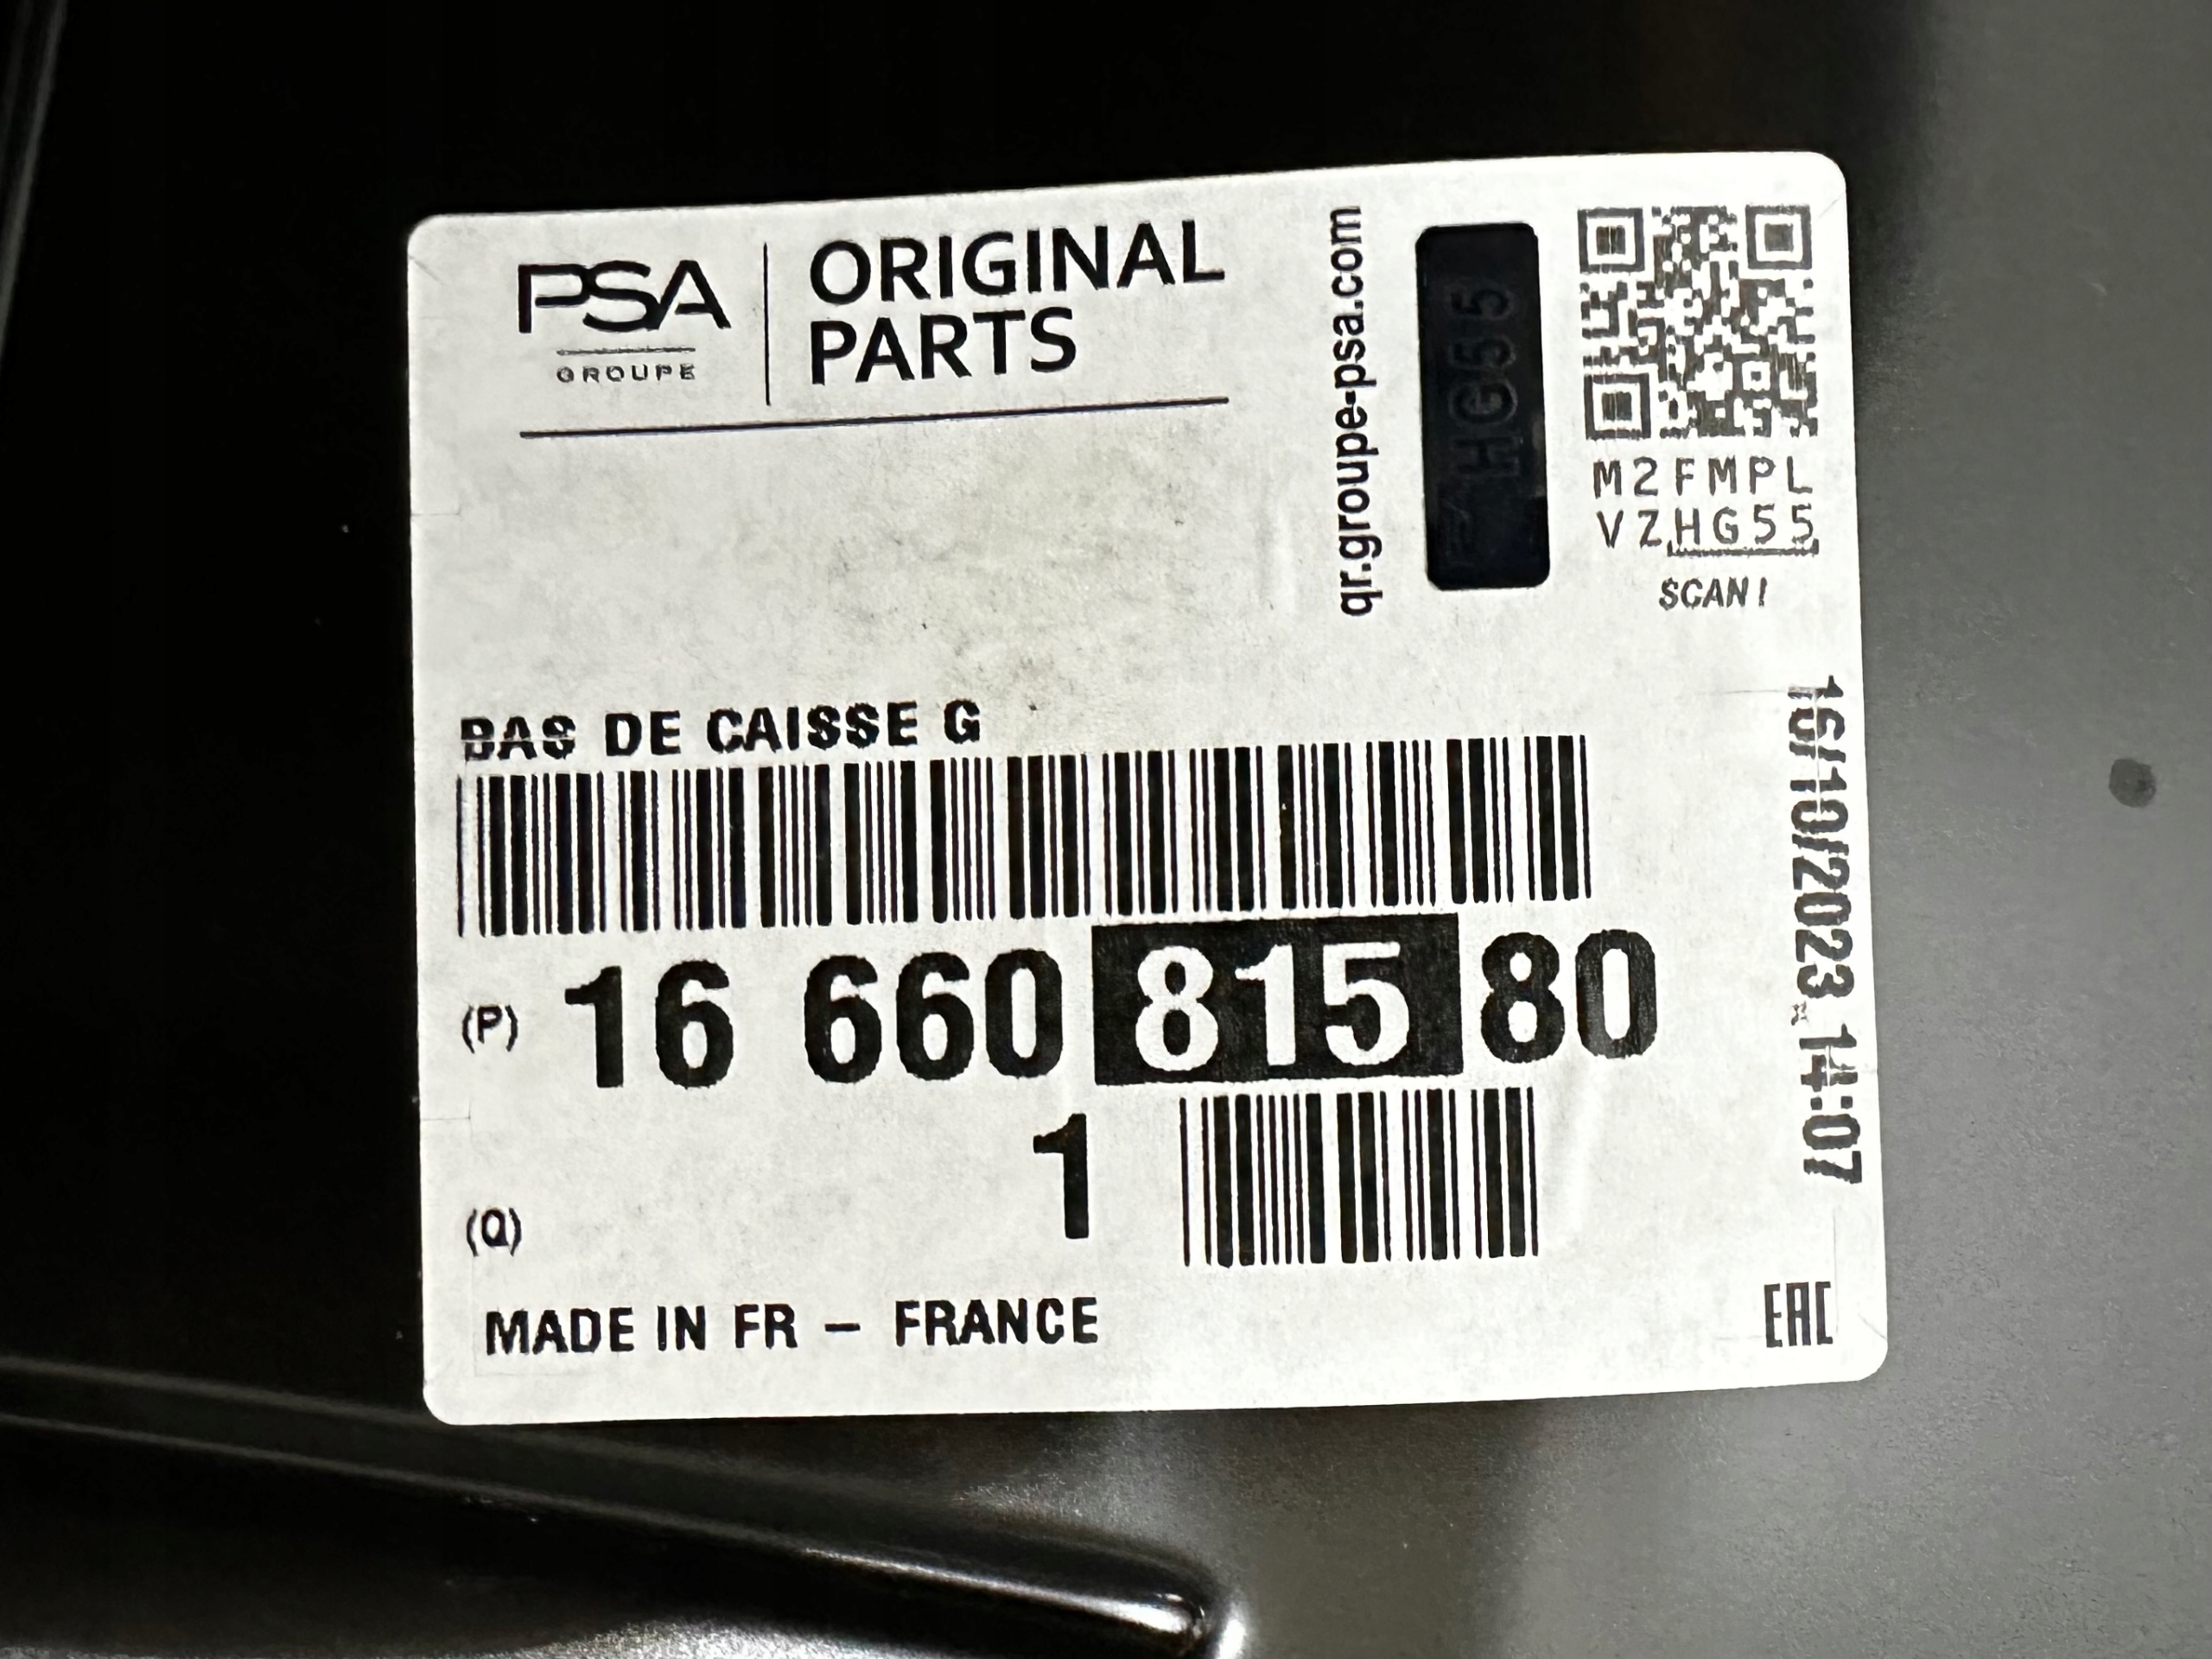 PSA
GROUPE
ORIGINAL
PARTS
qr.groupe-psa.com
HG55
M2FMPL
VZHG55
SCAN!
BAS DE CAISSE G
16/10/2023 14:07
(P) 16 660 815 80
(Q) 1
MADE IN FR - FRANCE
EAC